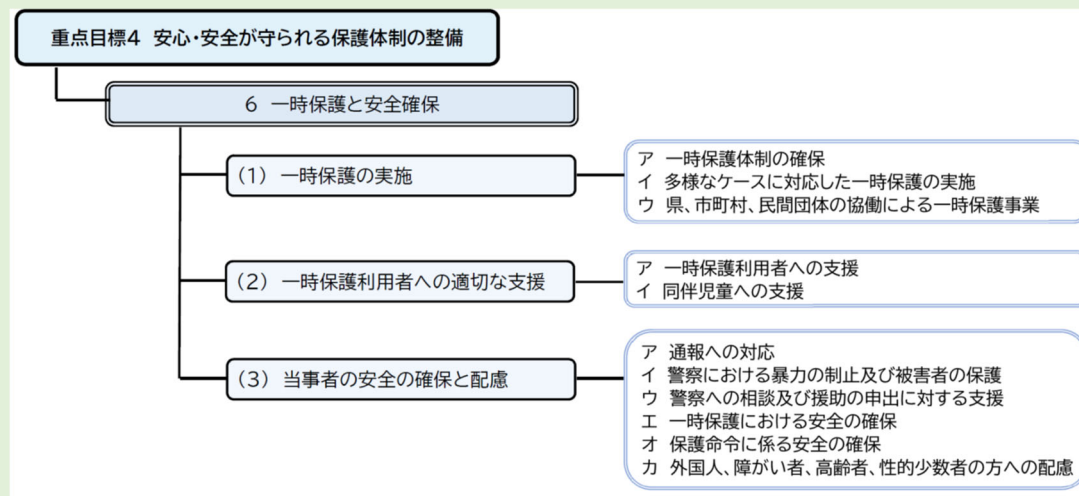 重点目標4 安心・安全が守られる保護体制の整備
6 一時保護と安全確保
(1) 一時保護の実施
ア 一時保護体制の確保
イ 多様なケースに対応した一時保護の実施
ウ 県、市町村、民間団体の協働による一時保護事業
(2) 一時保護利用者への適切な支援
ア 一時保護利用者への支援
イ 同伴児童への支援
(3) 当事者の安全の確保と配慮
ア 通報への対応
イ 警察における暴力の制止及び被害者の保護
ウ 警察への相談及び援助の申出に対する支援
エ 一時保護における安全の確保
オ 保護命令に係る安全の確保
カ 外国人、障がい者、高齢者、性的少数者の方への配慮